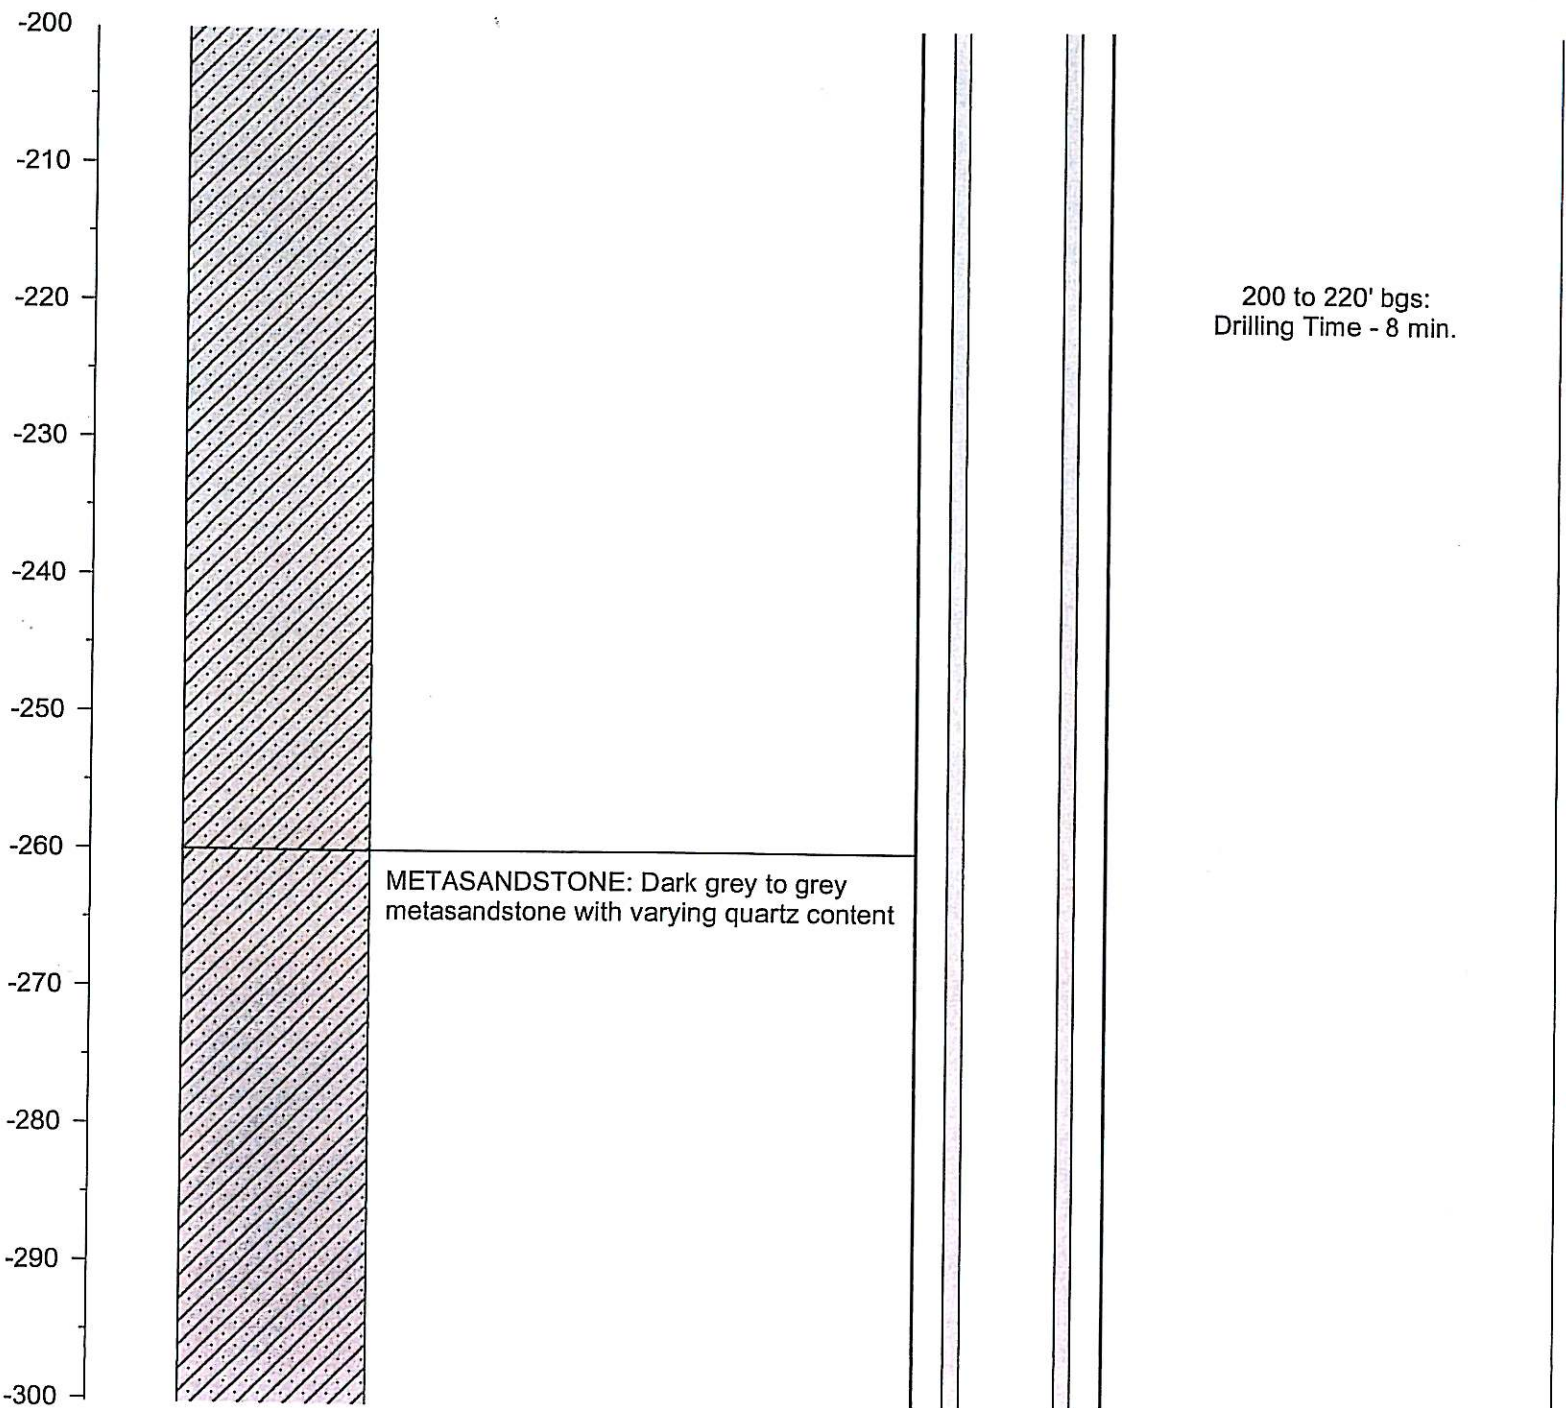 -200
-210
-220
200 to 220' bgs:
Drilling Time - 8 min.
-230
-240
-250
-260
METASANDSTONE: Dark grey to grey
metasandstone with varying quartz content
-270
-280
-290
-300